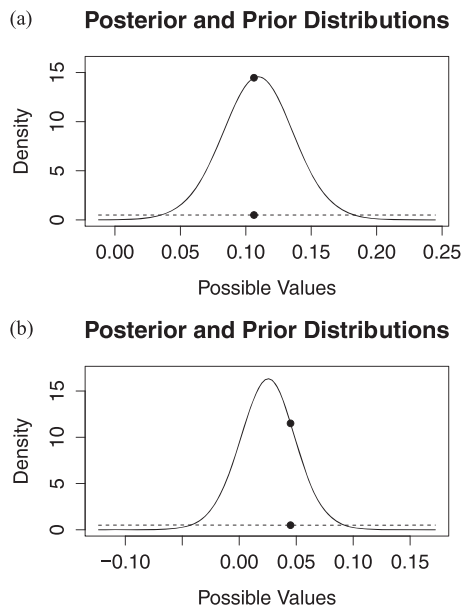 (a)
Posterior and Prior Distributions
Density
15
10
5
0
0.00 0.05 0.10 0.15 0.20 0.25
Possible Values
(b)
Posterior and Prior Distributions
Density
15
10
5
0
−0.10 0.00 0.05 0.10 0.15
Possible Values